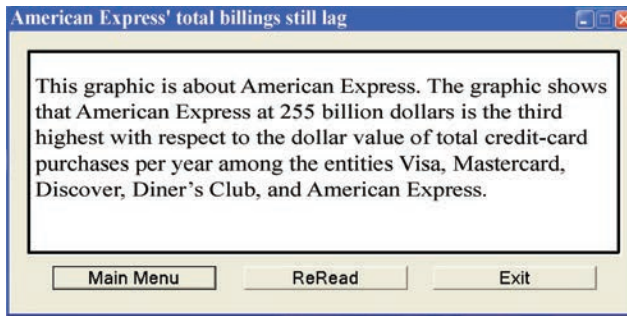 American Express' total billings still lag
This graphic is about American Express. The graphic shows
that American Express at 255 billion dollars is the third
highest with respect to the dollar value of total credit-card
purchases per year among the entities Visa, Mastercard,
Discover, Diner's Club, and American Express.
Main Menu ReRead Exit